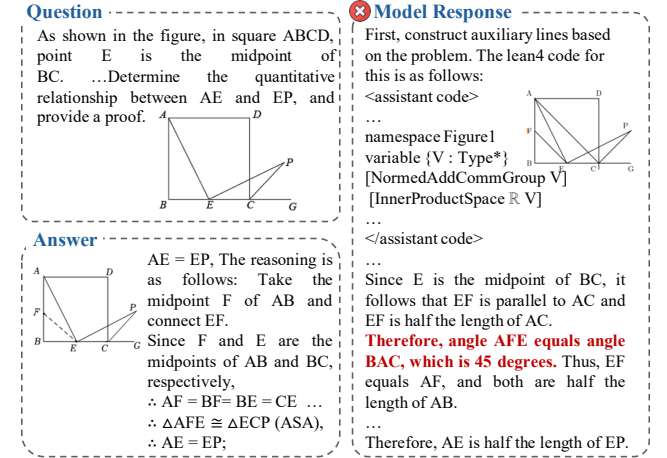 Question
As shown in the figure, in square ABCD,
point E is the midpoint of
BC. …Determine the quantitative
relationship between AE and EP, and
provide a proof.
A D
P
B E C G
Answer
A D
F
P
B E C G
AE = EP, The reasoning is
as follows: Take the
midpoint F of AB and
connect EF.
Since F and E are the
midpoints of AB and BC,
respectively,
∴ AF = BF= BE = CE …
∴ △AFE ≅ △ECP (ASA),
∴ AE = EP;
Model Response
First, construct auxiliary lines based
on the problem. The lean4 code for
this is as follows:
<assistant code>
…
namespace Figure1
variable {V : Type*}
[NormedAddCommGroup V]
[InnerProductSpace ℝ V]
…
</assistant code>
A D
F
P
B E C G
…
Since E is the midpoint of BC, it
follows that EF is parallel to AC and
EF is half the length of AC.
Therefore, angle AFE equals angle
BAC, which is 45 degrees. Thus, EF
equals AF, and both are half the
length of AB.
…
Therefore, AE is half the length of EP.